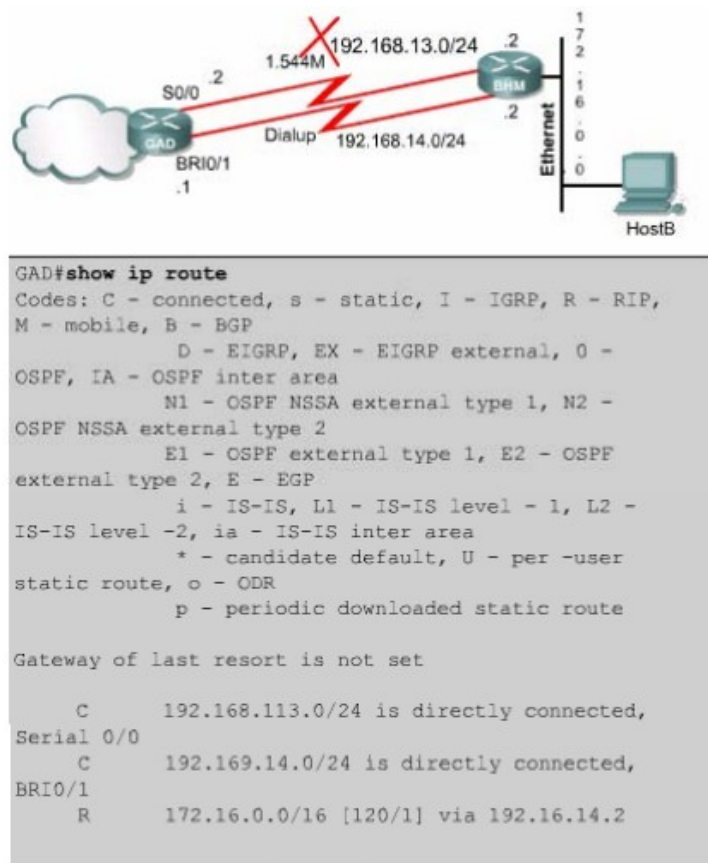 192.168.13.0/24
.2
1.544M
.2
S0/0
BHM
GAD
.2
Dialup
192.168.14.0/24
BRI0/1
.1
Ethernet
172.16.0.0
HostB
GAD#show ip route
Codes: C - connected, s - static, I - IGRP, R - RIP,
M - mobile, B - BGP
D - EIGRP, EX - EIGRP external, 0 -
OSPF, IA - OSPF inter area
N1 - OSPF NSSA external type 1, N2 -
OSPF NSSA external type 2
E1 - OSPF external type 1, E2 - OSPF
external type 2, E - EGP
i - IS-IS, L1 - IS-IS level - 1, L2 -
IS-IS level -2, ia - IS-IS inter area
* - candidate default, U - per -user
static route, o - ODR
p - periodic downloaded static route
Gateway of last resort is not set
C 192.168.113.0/24 is directly connected,
Serial 0/0
C 192.169.14.0/24 is directly connected,
BRI0/1
R 172.16.0.0/16 [120/1] via 192.16.14.2